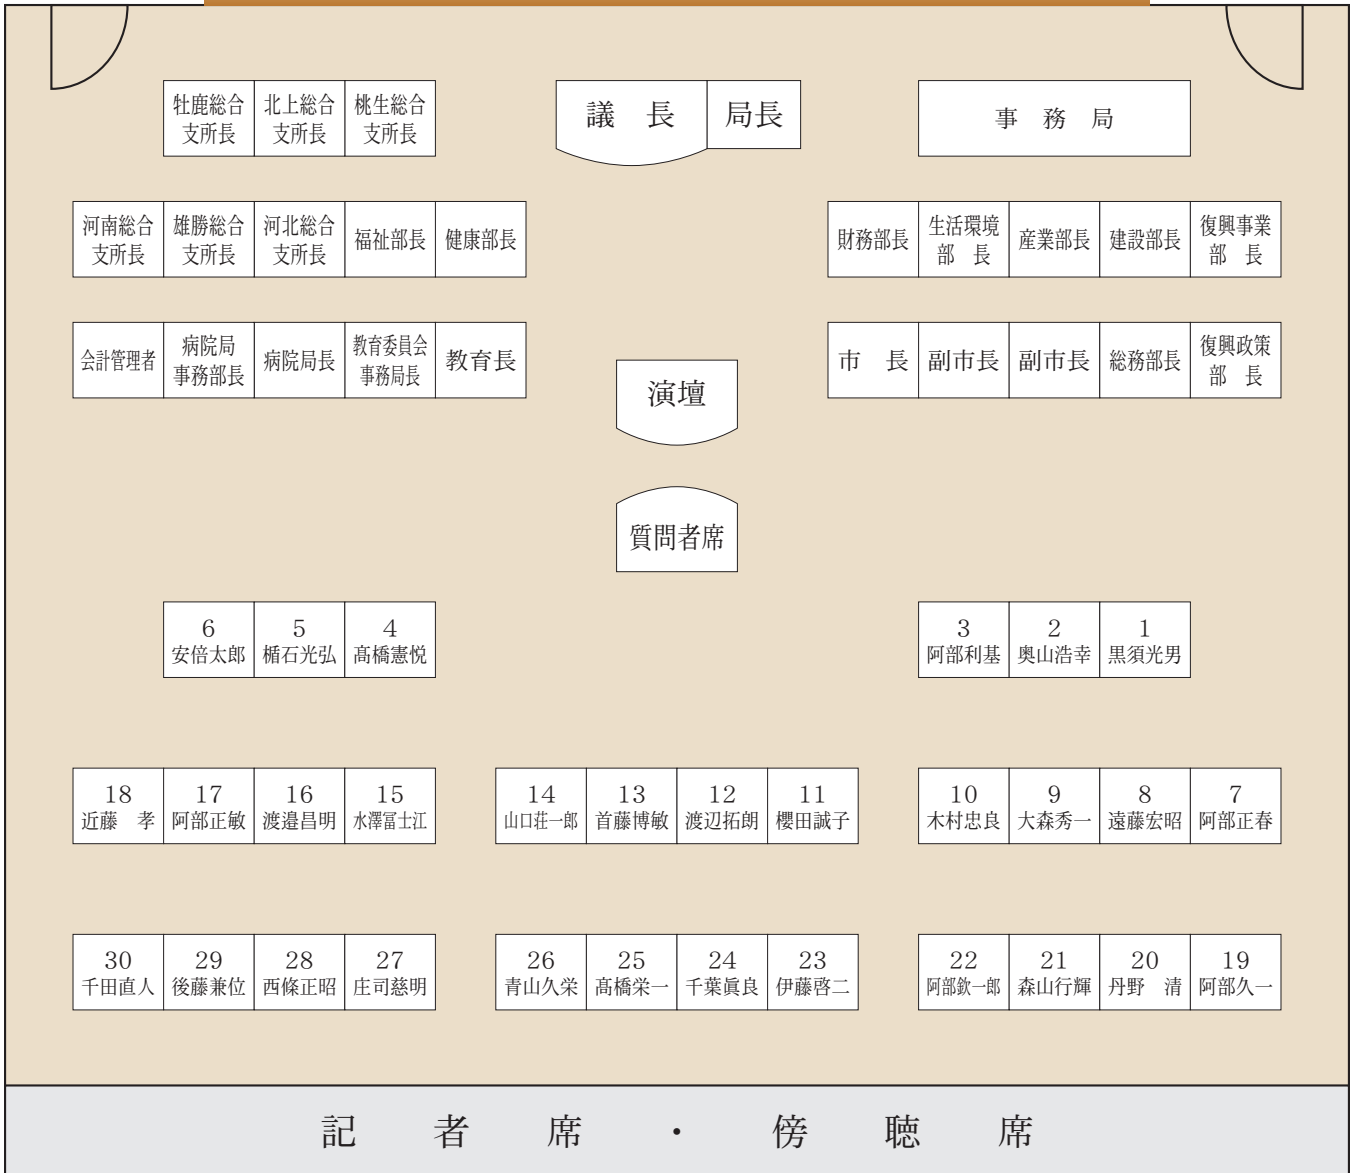 牡鹿総合
支所長
北上総合
支所長
桃生総合
支所長
議　長
局長
事　務　局
河南総合
支所長
雄勝総合
支所長
河北総合
支所長
福祉部長
健康部長
財務部長
生活環境
部　長
産業部長
建設部長
復興事業
部　長
会計管理者
病院局
事務部長
病院局長
教育委員会
事務局長
教育長
演壇
市　長
副市長
副市長
総務部長
復興政策
部　長
質問者席
6
安倍太郎
5
楯石光弘
4
髙橋憲悦
3
阿部利基
2
奥山浩幸
1
黒須光男
18
近藤　孝
17
阿部正敏
16
渡邉昌明
15
水澤冨士江
14
山口荘一郎
13
首藤博敏
12
渡辺拓朗
11
櫻田誠子
10
木村忠良
9
大森秀一
8
遠藤宏昭
7
阿部正春
30
千田直人
29
後藤兼位
28
西條正昭
27
庄司慈明
26
青山久栄
25
髙橋栄一
24
千葉眞良
23
伊藤啓二
22
阿部欽一郎
21
森山行輝
20
丹野　清
19
阿部久一
記者席・傍聴席